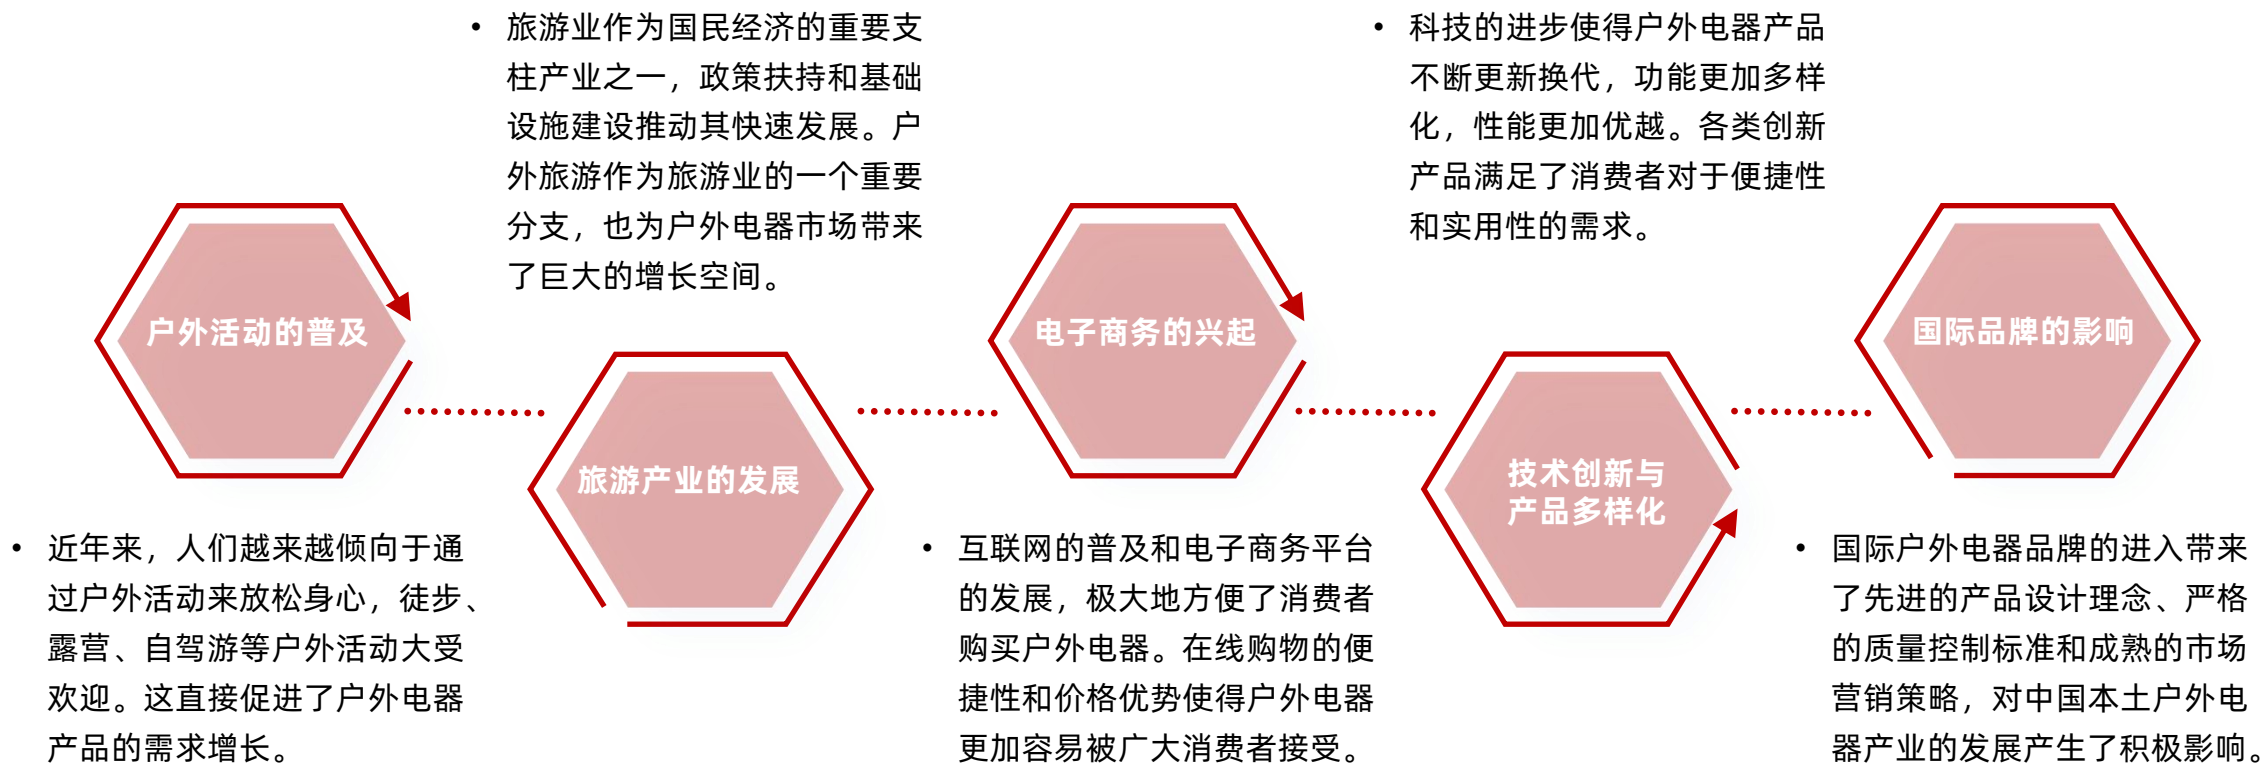 户外活动的普及
• 近年来，人们越来越倾向于通
过户外活动来放松身心，徒步、
露营、自驾游等户外活动大受
欢迎。这直接促进了户外电器
产品的需求增长。
• 旅游业作为国民经济的重要支
柱产业之一，政策扶持和基础
设施建设推动其快速发展。户
外旅游作为旅游业的一个重要
分支，也为户外电器市场带来
了巨大的增长空间。
旅游产业的发展
电子商务的兴起
• 互联网的普及和电子商务平台
的发展，极大地方便了消费者
购买户外电器。在线购物的便
捷性和价格优势使得户外电器
更加容易被广大消费者接受。
• 科技的进步使得户外电器产品
不断更新换代，功能更加多样
化，性能更加优越。各类创新
产品满足了消费者对于便捷性
和实用性的需求。
技术创新与
产品多样化
国际品牌的影响
• 国际户外电器品牌的进入带来
了先进的产品设计理念、严格
的质量控制标准和成熟的市场
营销策略，对中国本土户外电
器产业的发展产生了积极影响。